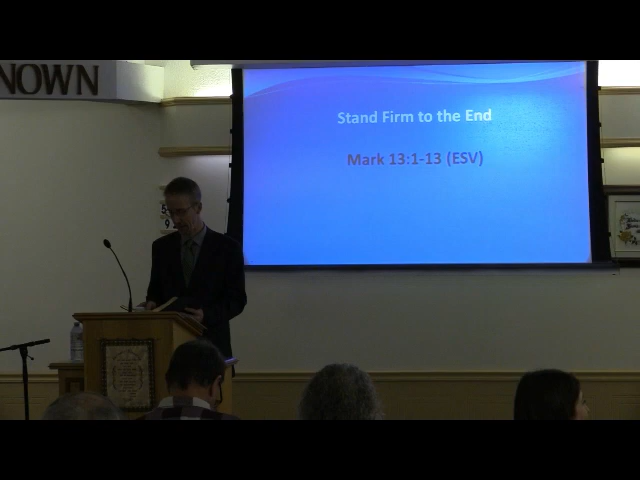 NOWN
Stand Firm to the End
Mark 13:1-13 (ESV)